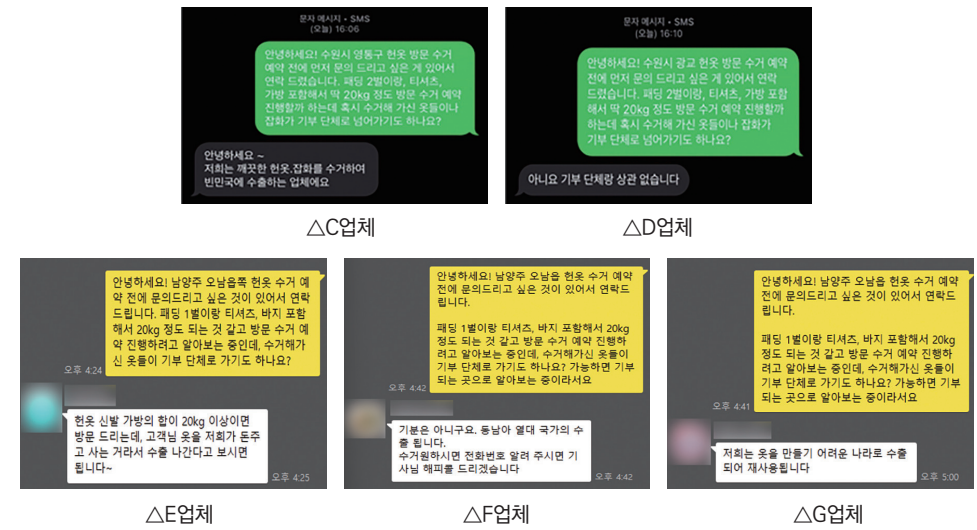 문자 메시지 • SMS
(오늘) 16:06
안녕하세요! 수원시 영통구 헌옷 방문 수거
예약 전에 먼저 문의 드리고 싶은 게 있어서
연락 드렸습니다. 패딩 2벌이랑, 티셔츠,
가방 포함해서 딱 20kg 정도 방문 수거 예약
진행할까 하는데 혹시 수거해 가신 옷들이나
잡화가 기부 단체로 넘어가기도 하나요?
안녕하세요 ~
저희는 깨끗한 헌옷.잡화를 수거하여
빈민국에 수출하는 업체에요
△C업체
문자 메시지 • SMS
(오늘) 16:10
안녕하세요! 수원시 광교 헌옷 방문 수거 예약
전에 먼저 문의 드리고 싶은 게 있어서 연락
드렸습니다. 패딩 2벌이랑, 티셔츠, 가방 포함
해서 딱 20kg 정도 방문 수거 예약 진행할까
하는데 혹시 수거해 가신 옷들이나 잡화가
기부 단체로 넘어가기도 하나요?
아니요 기부 단체랑 상관 없습니다
△D업체
안녕하세요! 남양주 오남읍쪽 헌옷 수거 예
약 전에 문의드리고 싶은 것이 있어서 연락
드립니다. 패딩 1벌이랑 티셔츠, 바지 포함
해서 20kg 정도 되는 것 같고 방문 수거 예
약 진행하려고 알아보는 중인데, 수거해가
신 옷들이 기부 단체로 가기도 하나요?
오후 4:24
헌옷 신발 가방의 합이 20kg 이상이면
방문 드리는데, 고객님 옷을 저희가 돈주
고 사는 거라서 수출 나간다고 보시면
됩니다~
오후 4:25
△E업체
안녕하세요! 남양주 오남읍 헌옷 수거 예약
전에 문의드리고 싶은 것이 있어서 연락드
립니다.
패딩 1벌이랑 티셔츠, 바지 포함해서 20kg
정도 되는 것 같고 방문 수거 예약 진행하
려고 알아보는 중인데, 수거해가신 옷들이
기부 단체로 가기도 하나요? 가능하면 기부
되는 곳으로 알아보는 중이라서요
오후 4:42
기분은 아니구요. 동남아 열대 국가의 수
출 됩니다.
수거원하시면 전화번호 알려 주시면 기
사님 해피콜 드리겠습니다
오후 4:42
△F업체
안녕하세요! 남양주 오남읍 헌옷 수거 예약
전에 문의드리고 싶은 것이 있어서 연락드
립니다.
패딩 1벌이랑 티셔츠, 바지 포함해서 20kg
정도 되는 것 같고 방문 수거 예약 진행하
려고 알아보는 중인데, 수거해가신 옷들이
기부 단체로 가기도 하나요? 가능하면 기부
되는 곳으로 알아보는 중이라서요
오후 4:41
저희는 옷을 만들기 어려운 나라로 수출
되어 재사용됩니다
오후 5:00
△G업체